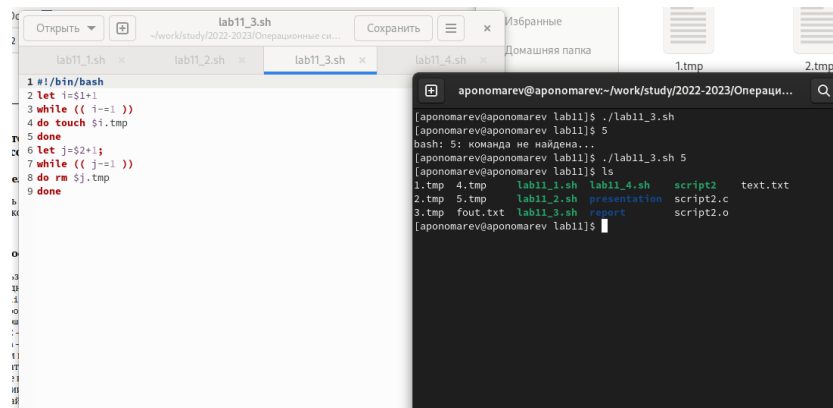 Открыть
lab11_3.sh
~/work/study/2022-2023/Операционные си...
Сохранить
lab11_1.sh
lab11_2.sh
lab11_3.sh
lab11_4.sh
1 #!/bin/bash
2 let i=$1+1
3 while (( i-=1 ))
4 do touch $i.tmp
5 done
6 let j=$2+1;
7 while (( j-=1 ))
8 do rm $j.tmp
9 done
Избранные
Домашняя папка
1.tmp
2.tmp
aponomarev@aponomarev:~/work/study/2022-2023/Операци...
[aponomarev@aponomarev lab11]$ ./lab11_3.sh
[aponomarev@aponomarev lab11]$ 5
bash: 5: команда не найдена...
[aponomarev@aponomarev lab11]$ ./lab11_3.sh 5
[aponomarev@aponomarev lab11]$ ls
1.tmp 4.tmp lab11_1.sh lab11_4.sh script2 text.txt
2.tmp 5.tmp lab11_2.sh presentation script2.c
3.tmp fout.txt lab11_3.sh report script2.o
[aponomarev@aponomarev lab11]$